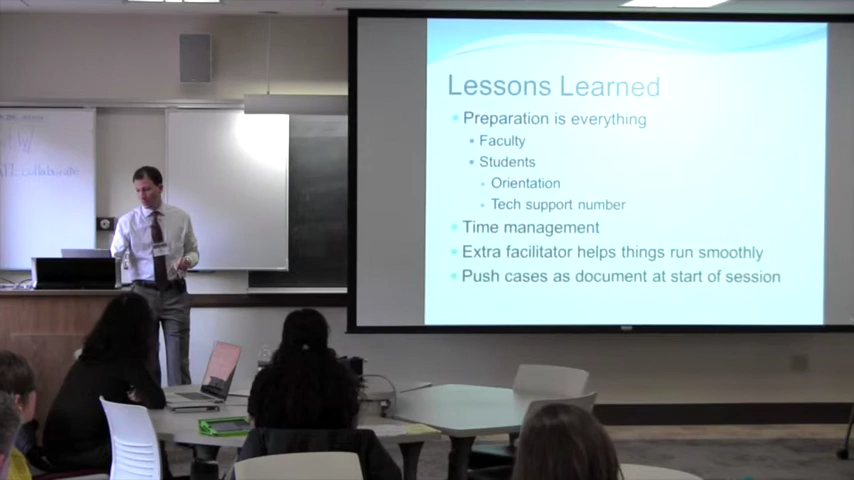 collaborate
Lessons Learned
Preparation is everything
Faculty
Students
Orientation
Tech support number
Time management
Extra facilitator helps things run smoothly
Push cases as document at start of session